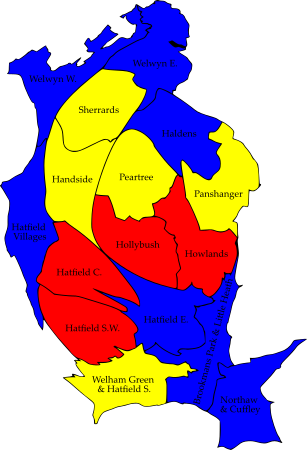 Welwyn W.
Welwyn E.
Sherrards
Haldens
Handside
Peartree
Panshanger
Hatfield
Villages
Hollybush
Howlands
Hatfield C.
Hatfield S.W.
Hatfield E.
Brookmans Park & Little Heath
Welham Green
& Hatfield S.
Northaw
& Cuffley